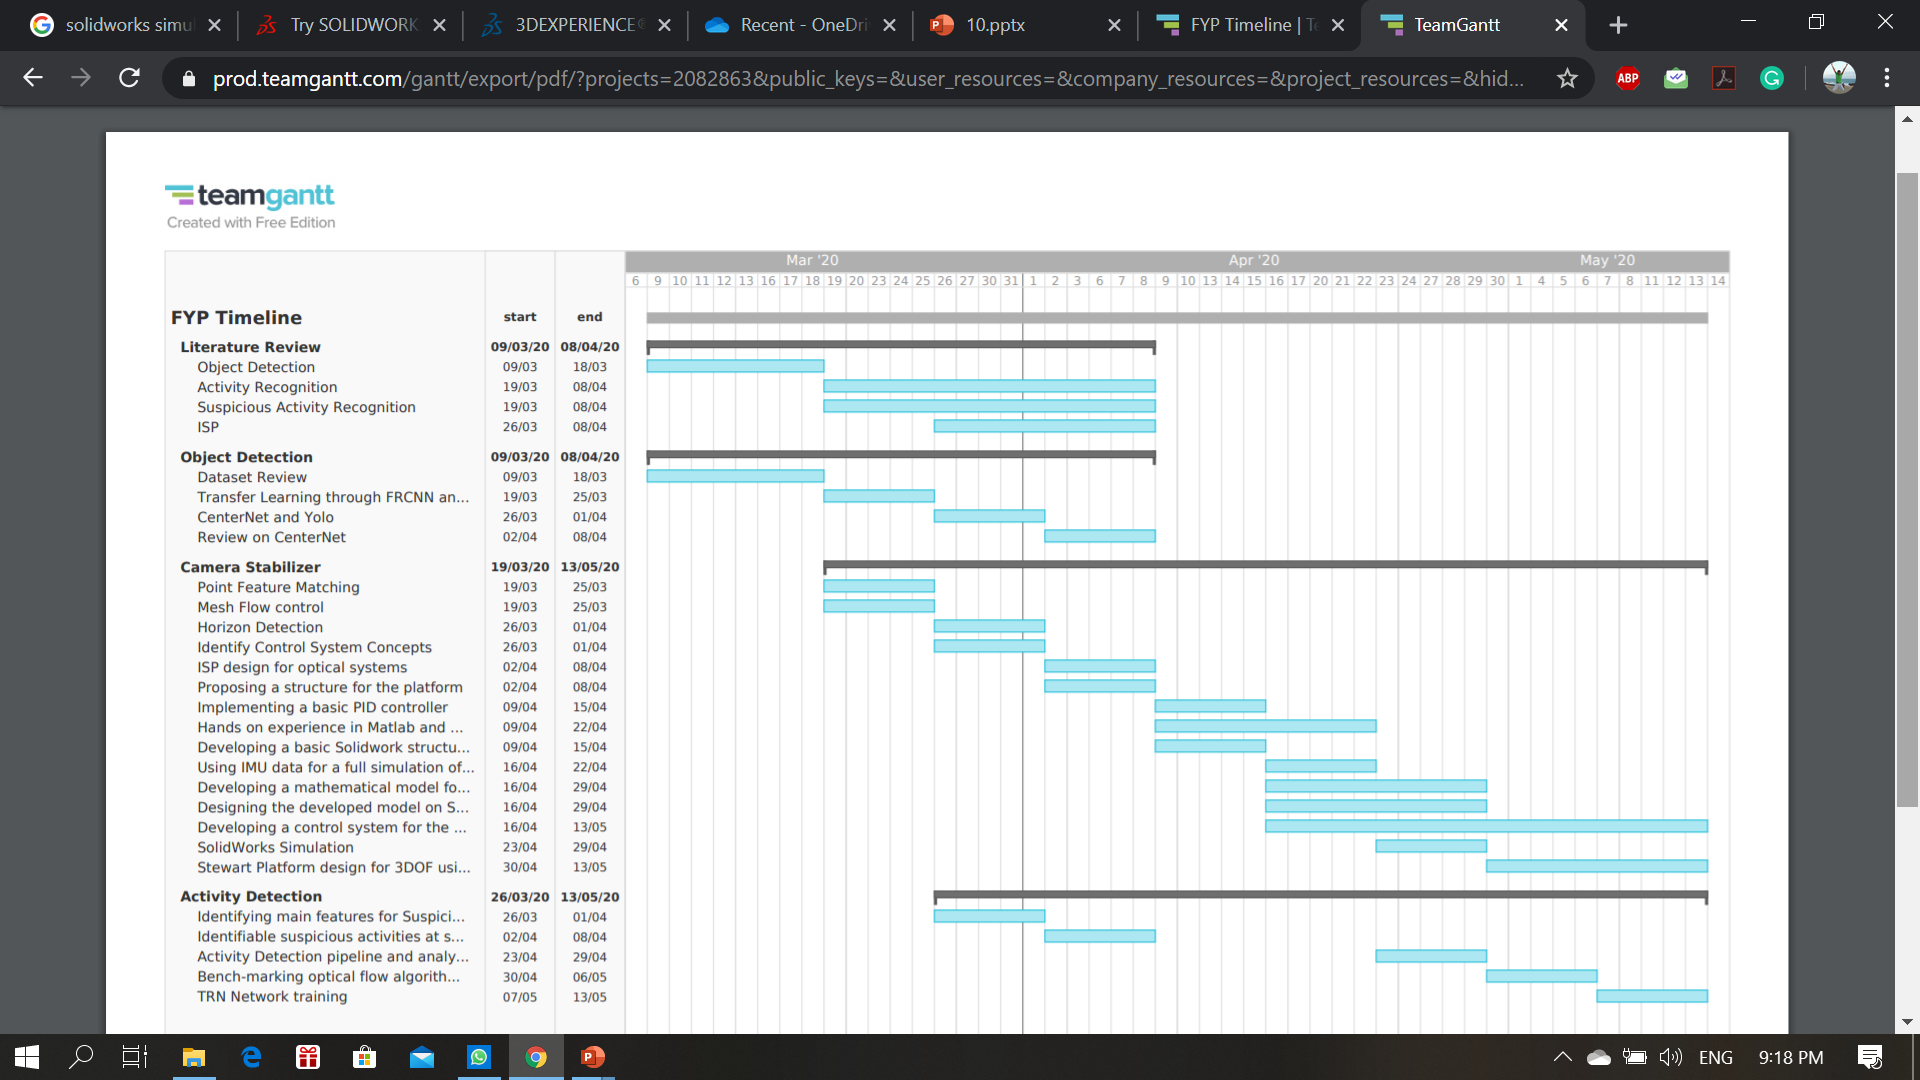 solidworks simu
Try SOLIDWORK
3DEXPERIENCE
Recent - OneDri
10.pptx
FYP Timeline | T
TeamGantt
prod.teamgantt.com/gantt/export/pdf/?projects=2082863&public_keys=&user_resources=&company_resources=&project_resources=&hid...
ABP
teamgantt
Created with Free Edition
Mar '20 Apr '20 May '20
6 9 10 11 12 13 16 17 18 19 20 23 24 25 26 27 30 31 1 2 3 6 7 8 9 10 13 14 15 16 17 20 21 22 23 24 27 28 29 30 1 4 5 6 7 8 11 12 13 14
FYP Timeline start end
Literature Review 09/03/20 08/04/20
Object Detection 09/03 18/03
Activity Recognition 19/03 08/04
Suspicious Activity Recognition 19/03 08/04
ISP 26/03 08/04
Object Detection 09/03/20 08/04/20
Dataset Review 09/03 18/03
Transfer Learning through FRCNN an... 19/03 25/03
CenterNet and Yolo 26/03 01/04
Review on CenterNet 02/04 08/04
Camera Stabilizer 19/03/20 13/05/20
Point Feature Matching 19/03 25/03
Mesh Flow control 19/03 25/03
Horizon Detection 26/03 01/04
Identify Control System Concepts 26/03 01/04
ISP design for optical systems 02/04 08/04
Proposing a structure for the platform 02/04 08/04
Implementing a basic PID controller 09/04 15/04
Hands on experience in Matlab and ... 09/04 22/04
Developing a basic Solidwork structu... 09/04 15/04
Using IMU data for a full simulation of... 16/04 22/04
Developing a mathematical model fo... 16/04 29/04
Designing the developed model on S... 16/04 29/04
Developing a control system for the ... 16/04 13/05
SolidWorks Simulation 23/04 29/04
Stewart Platform design for 3DOF usi... 30/04 13/05
Activity Detection 26/03/20 13/05/20
Identifying main features for Suspici... 26/03 01/04
Identifiable suspicious activities at s... 02/04 08/04
Activity Detection pipeline and analy... 23/04 29/04
Bench-marking optical flow algorith... 30/04 06/05
TRN Network training 07/05 13/05
ENG 9:18 PM